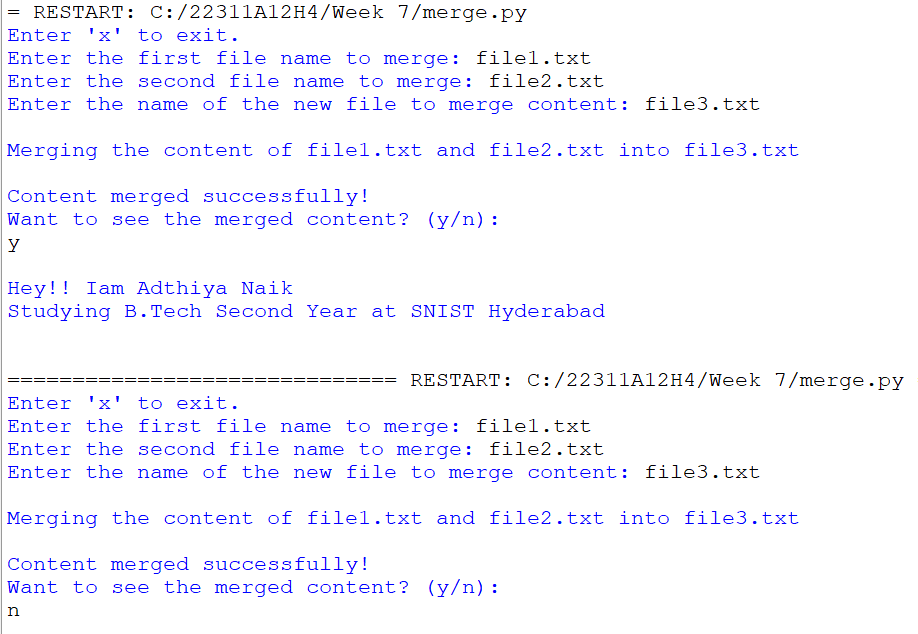 = RESTART: C:/22311A12H4/Week 7/merge.py
Enter 'x' to exit.
Enter the first file name to merge: file1.txt
Enter the second file name to merge: file2.txt
Enter the name of the new file to merge content: file3.txt
Merging the content of file1.txt and file2.txt into file3.txt
Content merged successfully!
Want to see the merged content? (y/n):
y
Hey!! Iam Adthiya Naik
Studying B.Tech Second Year at SNIST Hyderabad
============================== RESTART: C:/22311A12H4/Week 7/merge.py
Enter 'x' to exit.
Enter the first file name to merge: file1.txt
Enter the second file name to merge: file2.txt
Enter the name of the new file to merge content: file3.txt
Merging the content of file1.txt and file2.txt into file3.txt
Content merged successfully!
Want to see the merged content? (y/n):
n